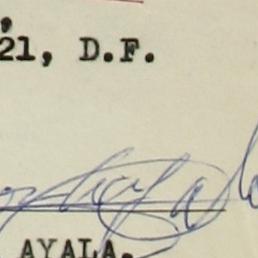 ,
21, D.F.
AYALA.